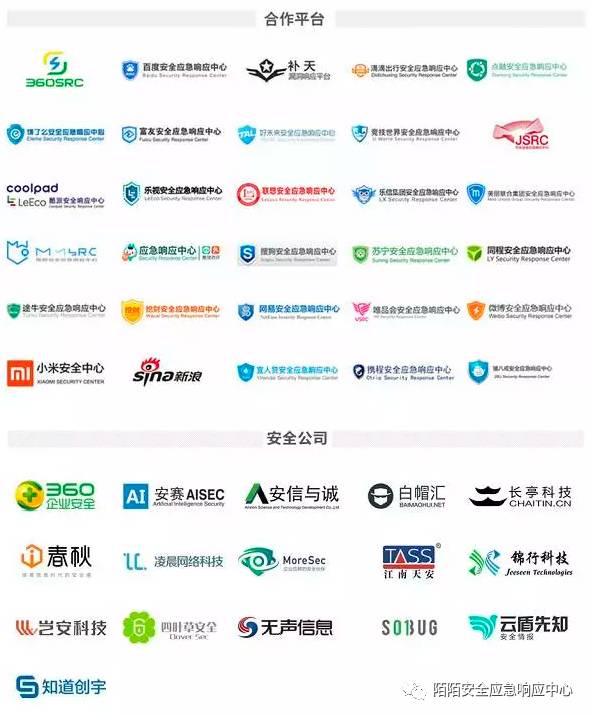 合作平台
360SRC
百度安全应急响应中心
Baidu Security Response Center
补天
漏洞响应平台
滴滴出行安全应急响应中心
Didichuxing Security Response Center
点融安全应急响应中心
Dianrong Security Response Center
饿了么安全应急响应中心
Eleme Security Response Center
富友安全应急响应中心
Fuiou Security Response Center
TAL
好未来安全应急响应中心
竞技世界安全应急响应中心
JJ World Security Response Center
JSRC
coolpad
LeEco
酷派安全应急响应中心
Coolpad Security Response Center
乐视安全应急响应中心
LeEco Security Response Center
联想安全应急响应中心
Lenovo Security Response Center
乐信集团安全应急响应中心
LX Security Response Center
美丽联合集团安全应急响应中心
应急响应中心
Security Response Center
搜狗安全应急响应中心
Sogou Security Response Center
苏宁安全应急响应中心
Suning Security Response Center
同程安全应急响应中心
LY Security Response Center
途牛安全应急响应中心
Tuniu Security Response Center
挖财
挖财安全应急响应中心
Wacai Security Response Center
网易安全应急响应中心
NetEase Security Response Center
VSRC
唯品会安全应急响应中心
VIP Security Response Center
微博安全应急响应中心
Weibo Security Response Center
小米安全中心
XIAOMI SECURITY CENTER
sina新浪
宜人贷安全应急响应中心
Yirendai Security Response Center
携程安全应急响应中心
Ctrip Security Response Center
猪八戒安全应急响应中心
ZBJ Security Response Center
安全公司
360
企业安全
AI
安赛AISEC
Artificial Intelligence Security
安信与诚
Anxinin Science and Technology Development Co.,Ltd
白帽汇
BAIMAOHUI.NET
长亭科技
CHAITIN.CN
春秋
凌晨网络科技
MoreSec
TASS®
江南天安
锦行科技
Jeeseen Technologies
岂安科技
四叶草安全
Clover Sec
无声信息
SOBUG
云盾先知
安全情报
知道创宇
陌陌安全应急响应中心